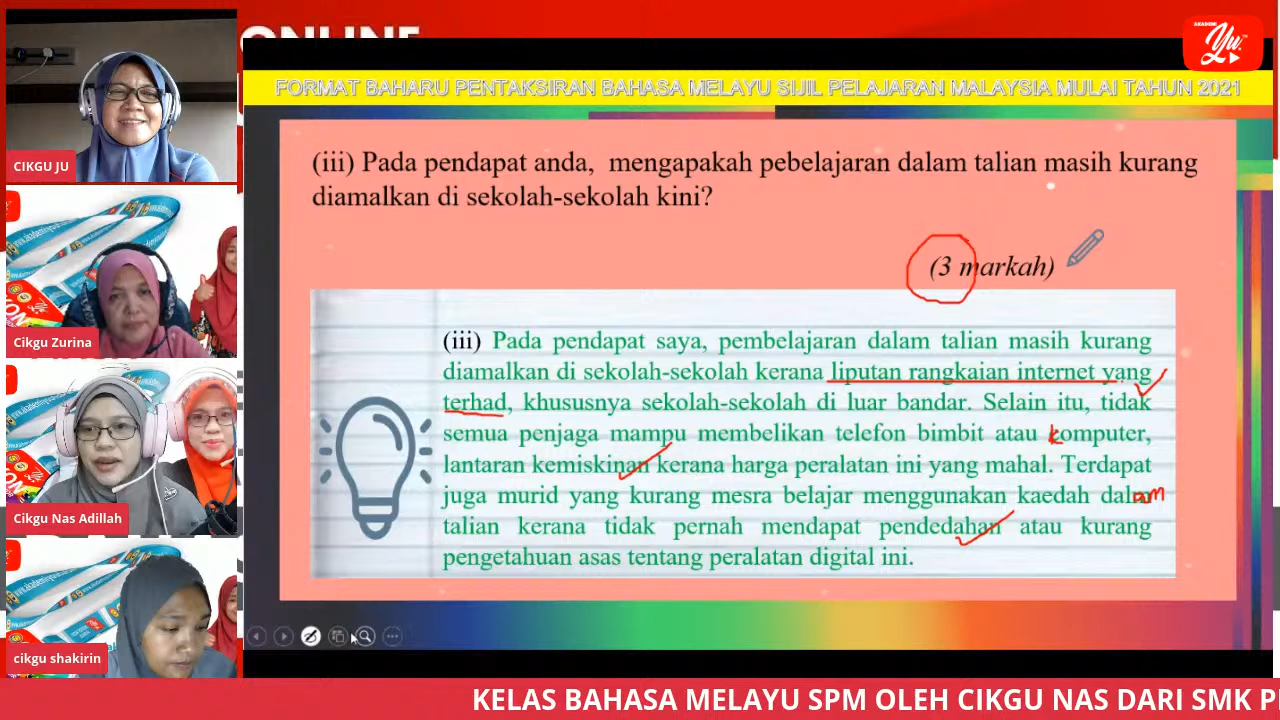 ONLINE
AKADEMI
Yu.
FORMAT BAHARU PENTAKSIRAN BAHASA MELAYU SIJIL PELAJARAN MALAYSIA MULAI TAHUN 2021
CIKGU JU
Cikgu Zurina
Cikgu Nas Adillah
cikgu shakirin
(iii) Pada pendapat anda, mengapakah pebelajaran dalam talian masih kurang
diamalkan di sekolah-sekolah kini?
(3 markah)
(iii) Pada pendapat saya, pembelajaran dalam talian masih kurang
diamalkan di sekolah-sekolah kerana liputan rangkaian internet yang
terhad, khususnya sekolah-sekolah di luar bandar. Selain itu, tidak
semua penjaga mampu membelikan telefon bimbit atau komputer,
lantaran kemiskinan kerana harga peralatan ini yang mahal. Terdapat
juga murid yang kurang mesra belajar menggunakan kaedah dalam
talian kerana tidak pernah mendapat pendedahan atau kurang
pengetahuan asas tentang peralatan digital ini.
KELAS BAHASA MELAYU SPM OLEH CIKGU NAS DARI SMK